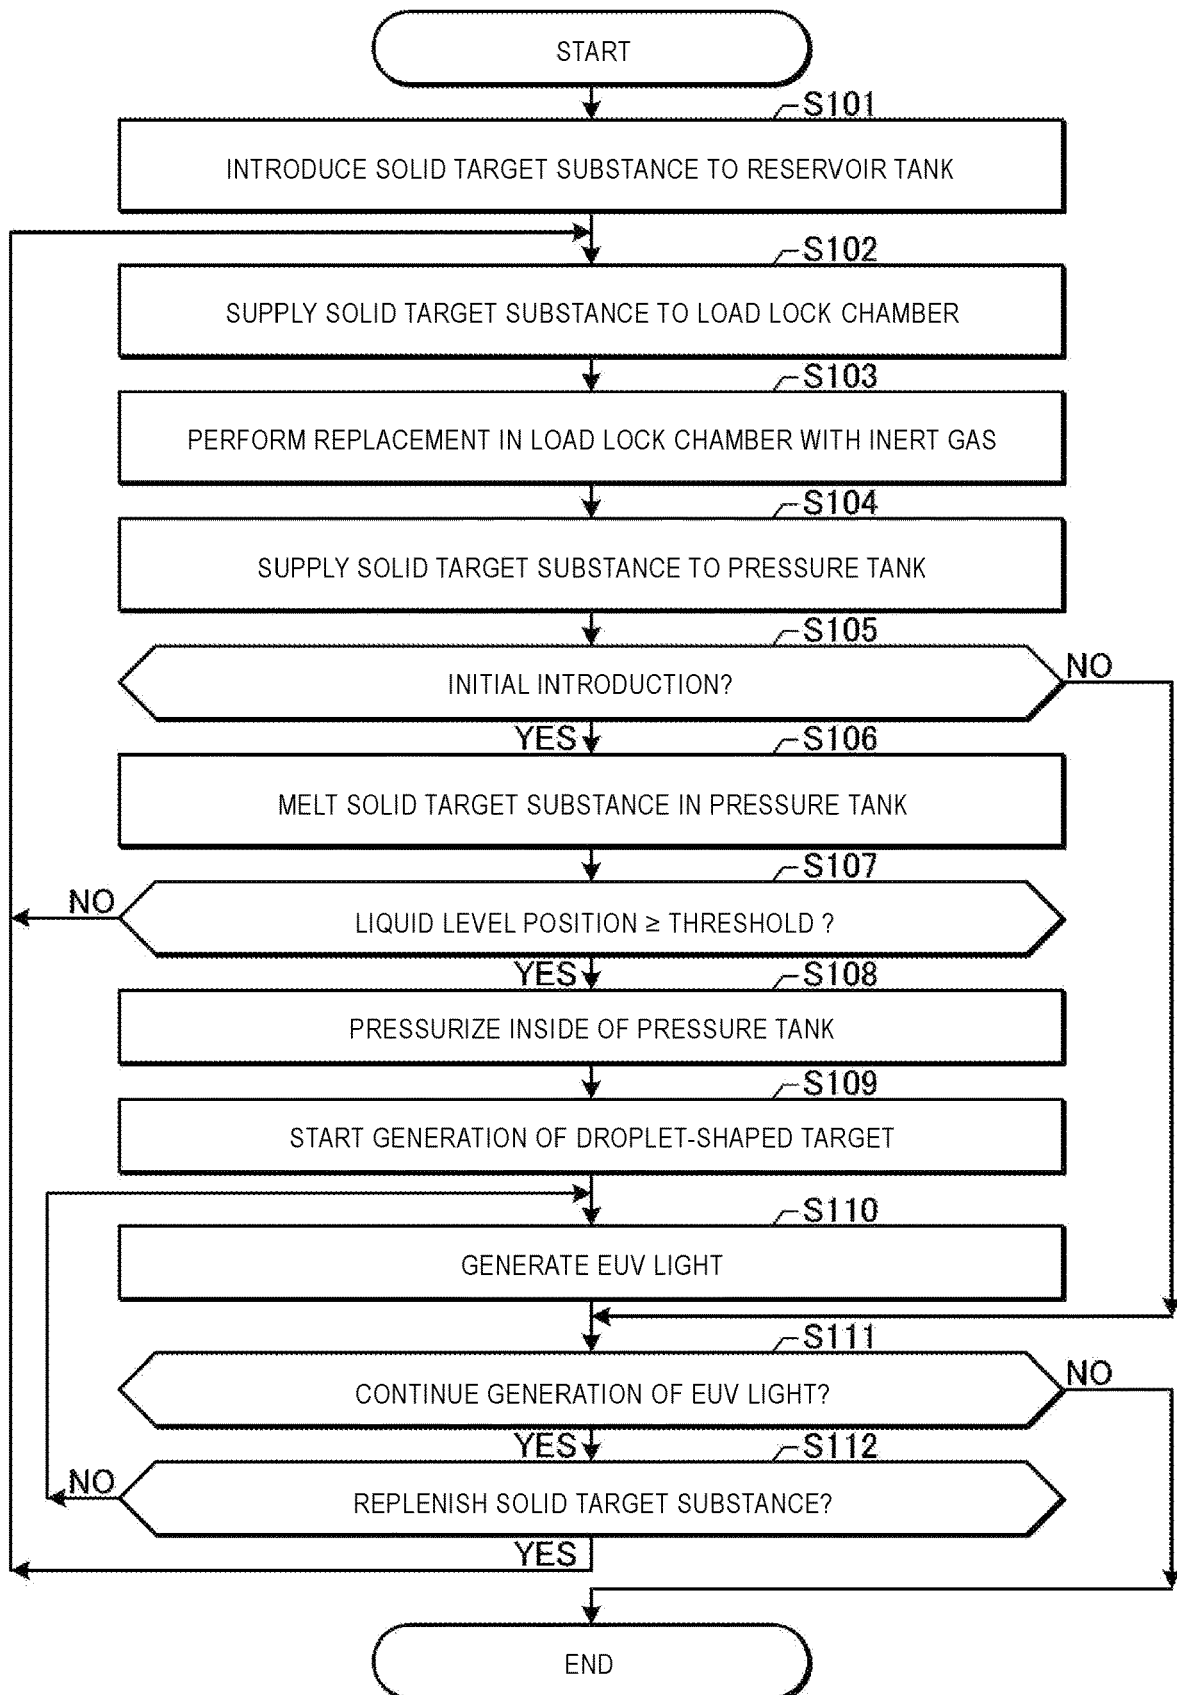 START
S101
INTRODUCE SOLID TARGET SUBSTANCE TO RESERVOIR TANK
S102
SUPPLY SOLID TARGET SUBSTANCE TO LOAD LOCK CHAMBER
S103
PERFORM REPLACEMENT IN LOAD LOCK CHAMBER WITH INERT GAS
S104
SUPPLY SOLID TARGET SUBSTANCE TO PRESSURE TANK
S105
INITIAL INTRODUCTION?
NO
YES
S106
MELT SOLID TARGET SUBSTANCE IN PRESSURE TANK
S107
NO
LIQUID LEVEL POSITION ≥ THRESHOLD ?
YES
S108
PRESSURIZE INSIDE OF PRESSURE TANK
S109
START GENERATION OF DROPLET-SHAPED TARGET
S110
GENERATE EUV LIGHT
S111
CONTINUE GENERATION OF EUV LIGHT?
NO
YES
S112
NO
REPLENISH SOLID TARGET SUBSTANCE?
YES
END